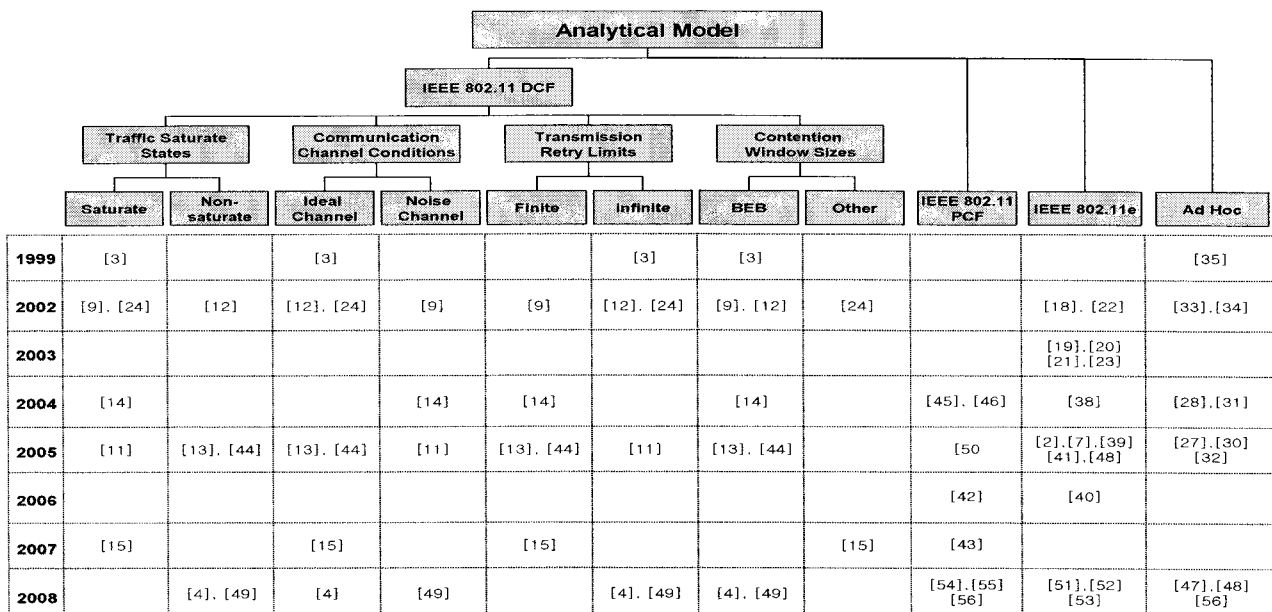 Analytical Model
IEEE 802.11 DCF
Traffic Saturate
States
Communication
Channel Conditions
Transmission
Retry Limits
Contention
Window Sizes
Saturate
Non-
saturate
Ideal
Channel
Noise
Channel
Finite
Infinite
BEB
Other
IEEE 802.11
PCF
IEEE 802.11e
Ad Hoc
1999 [3] [3] [3] [3] [35]
2002 [9], [24] [12] [12], [24] [9] [9] [12], [24] [9], [12] [24] [18], [22] [33],[34]
2003 [19],[20]
[21],[23]
2004 [14] [14] [14] [14] [45], [46] [38] [28],[31]
2005 [11] [13], [44] [13], [44] [11] [13], [44] [11] [13], [44] [50 [2],[7],[39]
[41],[48]
[27],[30]
[32]
2006 [42] [40]
2007 [15] [15] [15] [15] [43]
2008 [4], [49] [4] [49] [4], [49] [4], [49] [54],[55]
[56]
[51],[52]
[53]
[47],[48]
[56]